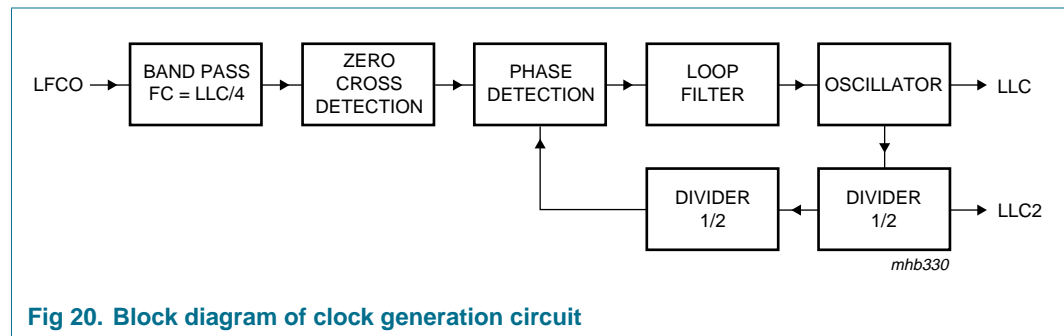 LFCO
BAND PASS
FC = LLC/4
ZERO
CROSS
DETECTION
PHASE
DETECTION
LOOP
FILTER
OSCILLATOR
LLC
DIVIDER
1/2
DIVIDER
1/2
LLC2
mhb330
Fig 20. Block diagram of clock generation circuit